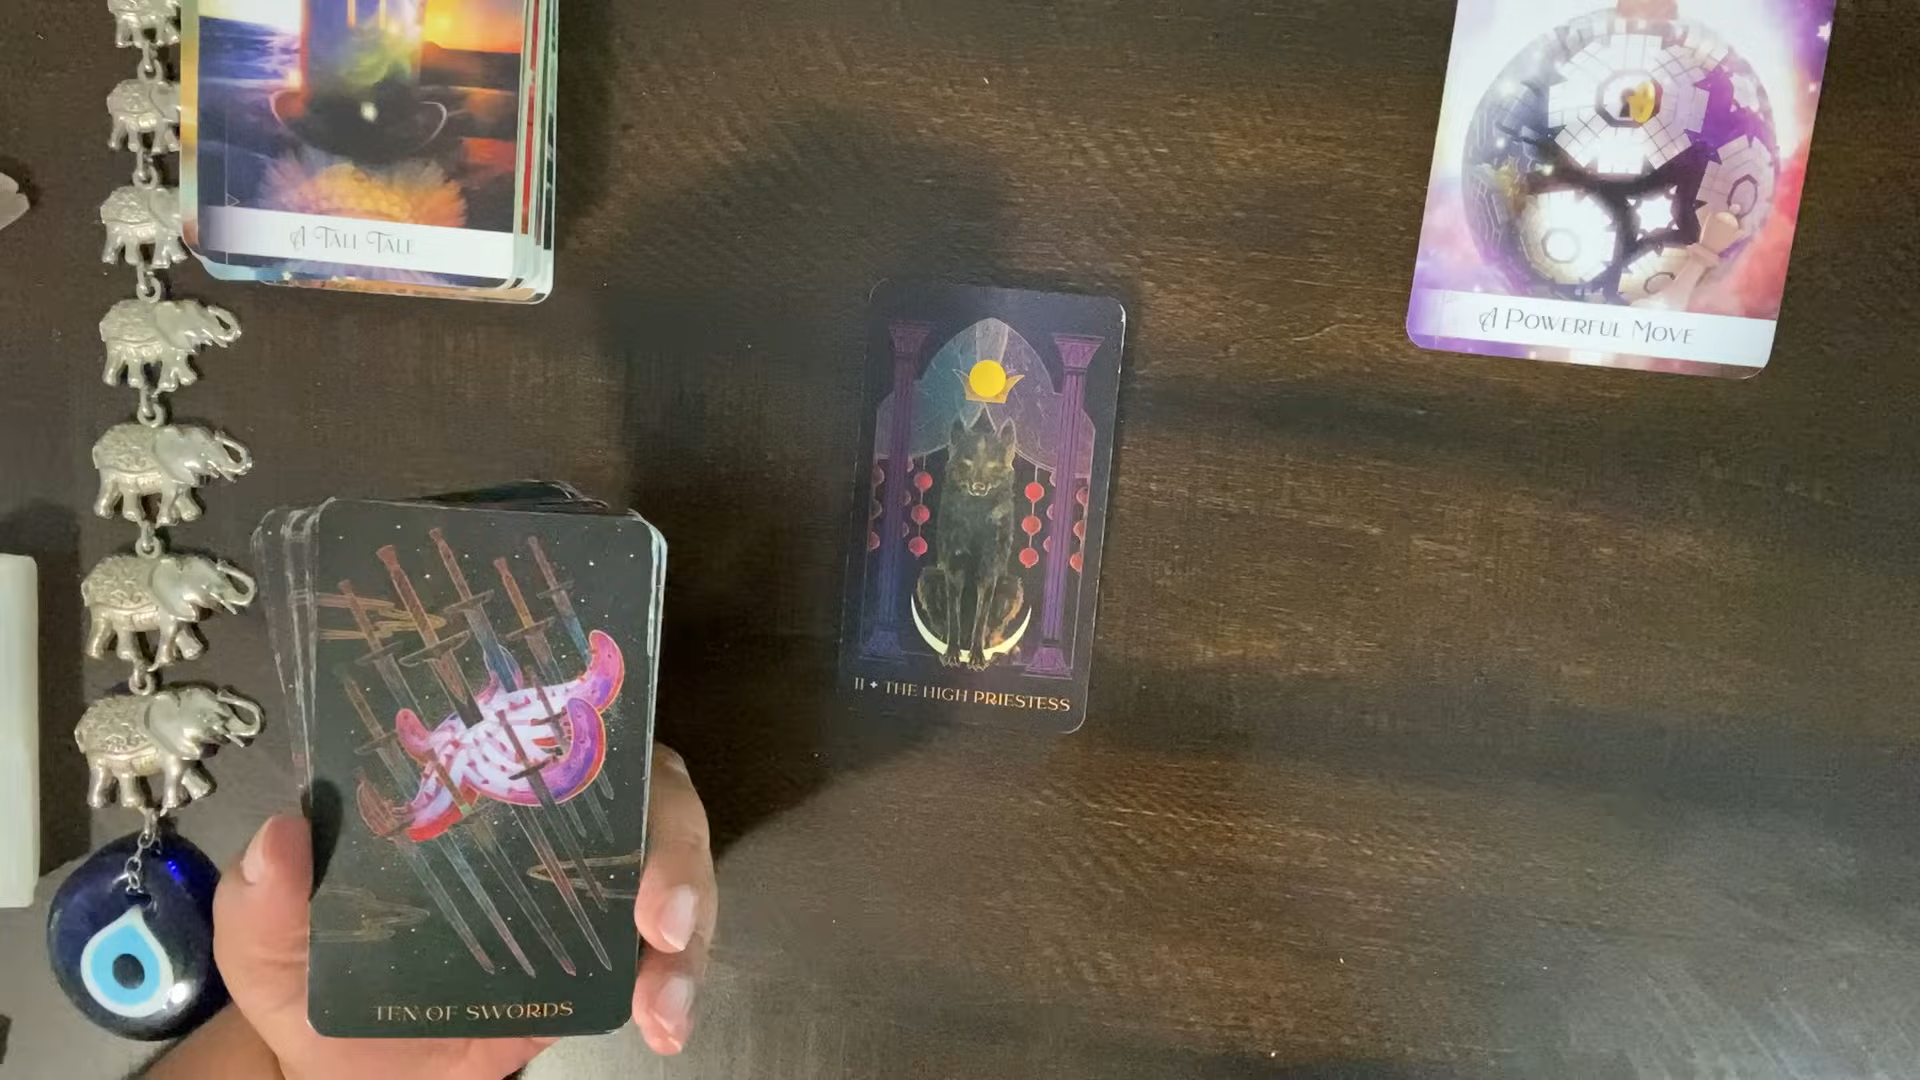 A TALL TALE
A POWERFUL MOVE
II ✦ THE HIGH PRIESTESS
TEN OF SWORDS